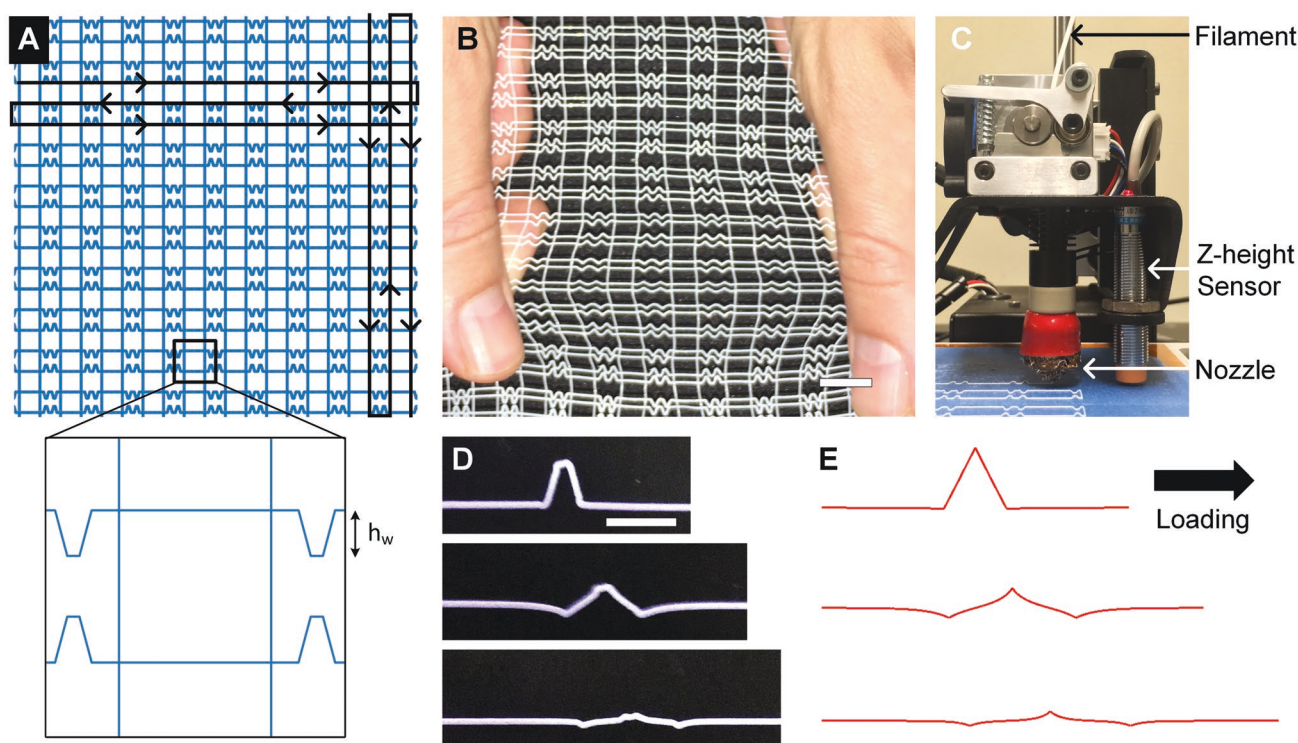 A
B
C
Filament
Z-height
Sensor
Nozzle
h_w
D
E
Loading